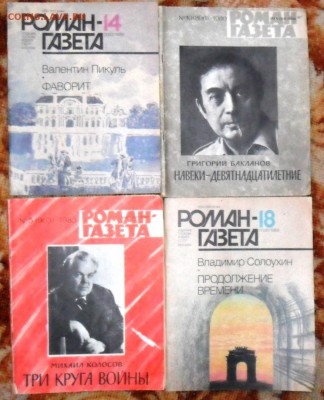 РОМАН-14
ГАЗЕТА
Валентин Пикуль
ФАВОРИТ
РОМАН-
ГАЗЕТА
ГРИГОРИЙ БАКЛАНОВ
НАВЕКИ-ДЕВЯТНАДЦАТИЛЕТНИЕ
РОМАН-
ГАЗЕТА
МИХАИЛ КОЛОСОВ
ТРИ КРУГА ВОЙНЫ
РОМАН-18
ГАЗЕТА
Владимир Солоухин
ПРОДОЛЖЕНИЕ
ВРЕМЕНИ